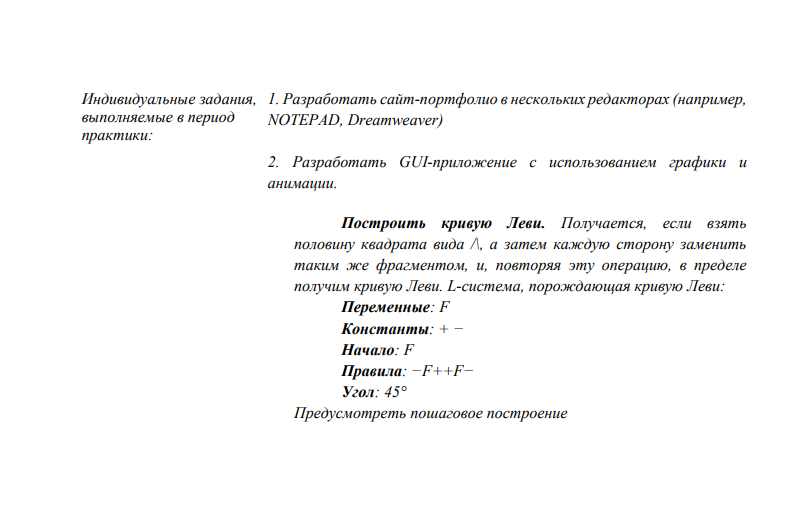 Индивидуальные задания,
выполняемые в период
практики:
1. Разработать сайт-портфолио в нескольких редакторах (например,
NOTEPAD, Dreamweaver)
2. Разработать GUI-приложение с использованием графики и
анимации.
Построить кривую Леви. Получается, если взять
половину квадрата вида /\, а затем каждую сторону заменить
таким же фрагментом, и, повторяя эту операцию, в пределе
получим кривую Леви. L-система, порождающая кривую Леви:
Переменные: F
Константы: + −
Начало: F
Правила: −F++F−
Угол: 45°
Предусмотреть пошаговое построение